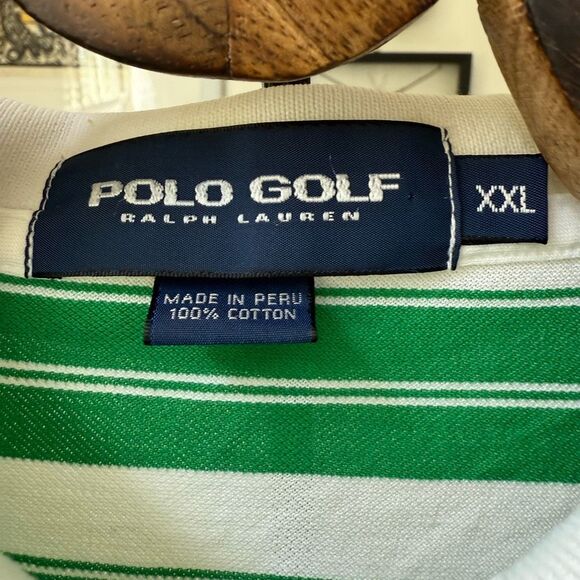 POLO GOLF
RALPH LAUREN
XXL
MADE IN PERU
100% COTTON